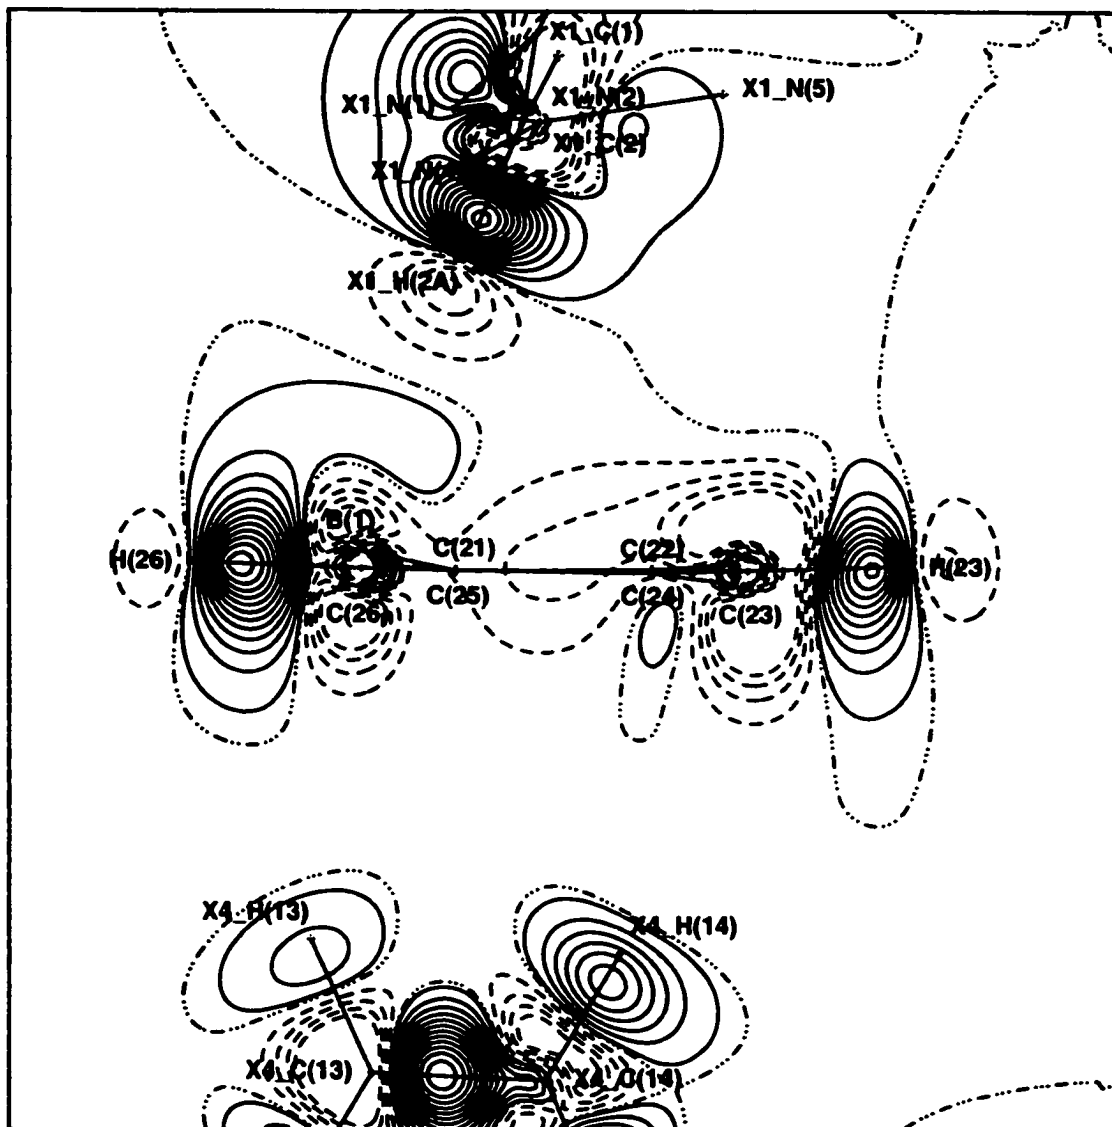 X1_C(1)
X1_N(5)
X1_N(1)
X1_N(2)
X1_C(2)
X1_H(2A)
B(1)
C(21)
C(22)
H(26)
H(23)
C(26)
C(25)
C(24)
C(23)
X4_H(13)
X4_H(14)
X4_C(13)
X4_C(14)